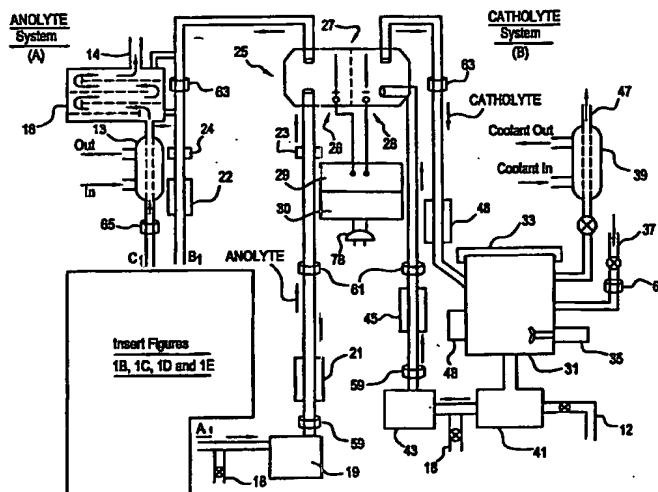 ANOLYTE
System
(A)
14
63
18
13
Out
24
In
22
65
C1
B1
25
27
26
28
23
29
30
78
ANOLYTE
61
21
59
A1
18
19
Insert Figures
1B, 1C, 1D and 1E
CATHOLYTE
System
(B)
63
CATHOLYTE
47
Coolant Out
39
Coolant In
37
48
33
6
45
48
35
31
59
43
18
41
12